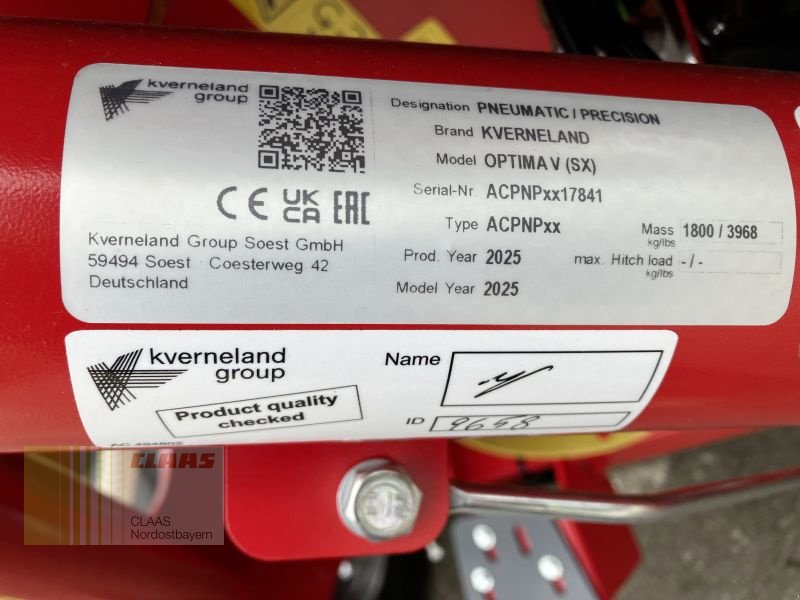 kverneland
group
CE UK CA EAC
Kverneland Group Soest GmbH
59494 Soest Coesterweg 42
Deutschland
Designation PNEUMATIC / PRECISION
Brand KVERNELAND
Model OPTIMA V (SX)
Serial-Nr. ACPNPxx17841
Type ACPNPxx
Mass kg/lbs 1800 / 3968
Prod. Year 2025
max. Hitch load kg/lbs - / -
Model Year 2025
kverneland
group
Product quality
checked
Name
ID 9658
CLAAS
CLAAS
Nordostbayern